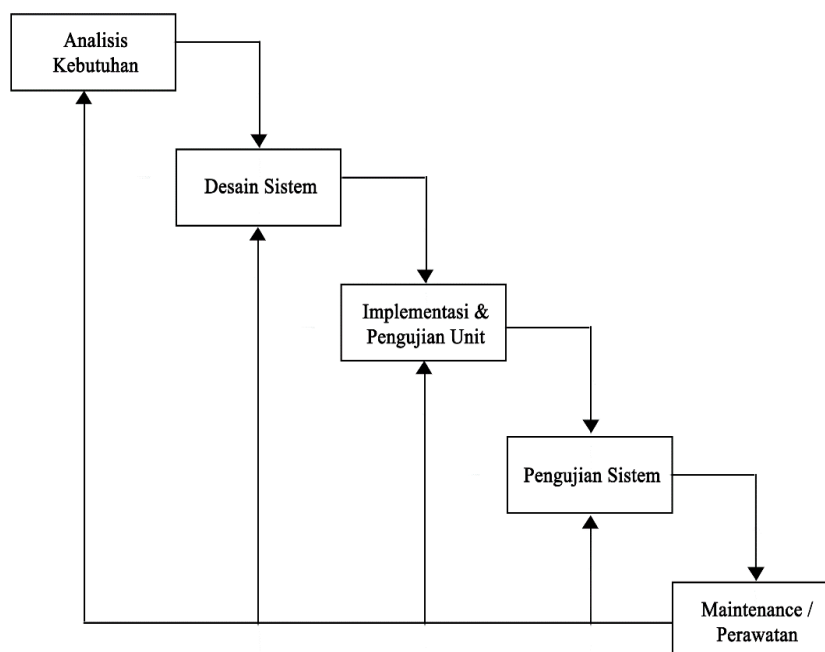 Analisis
Kebutuhan
Desain Sistem
Implementasi &
Pengujian Unit
Pengujian Sistem
Maintenance /
Perawatan